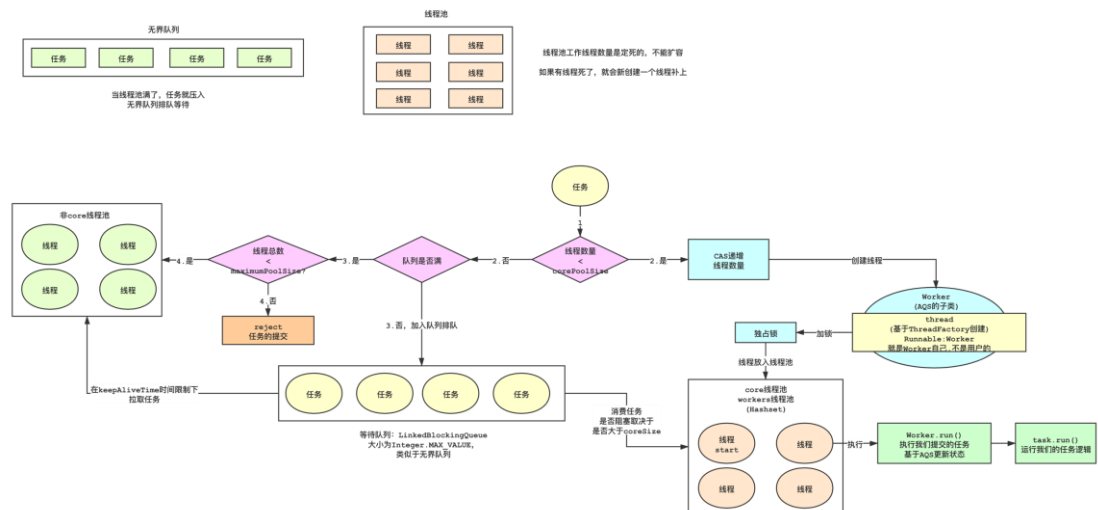 无界队列
任务
任务
任务
任务
当线程池满了，任务就压入
无界队列排队等待
线程池
线程
线程
线程
线程
线程
线程
线程池工作线程数量是定死的，不能扩容
如果有线程死了，就会新创建一个线程补上
任务
1
线程数量
<
corePoolSize
2.是
CAS递增
线程数量
创建线程
Worker
(AQS的子类)
thread
(基于ThreadFactory创建)
Runnable:Worker
就是Worker自己,不是用户的
加锁
独占锁
线程放入线程池
2.否
队列是否满
3.是
线程总数
<
maximumPoolSize?
4.是
非core线程池
线程
线程
线程
线程
4.否
reject
任务的提交
3.否，加入队列排队
任务
任务
任务
任务
等待队列：LinkedBlockingQueue
大小为Integer.MAX_VALUE，
类似于无界队列
在keepAliveTime时间限制下
拉取任务
消费任务
是否阻塞取决于
是否大于coreSize
core线程池
workers线程池
(Hashset)
线程
start
线程
线程
线程
执行
Worker.run()
执行我们提交的任务
基于AQS更新状态
task.run()
运行我们的任务逻辑